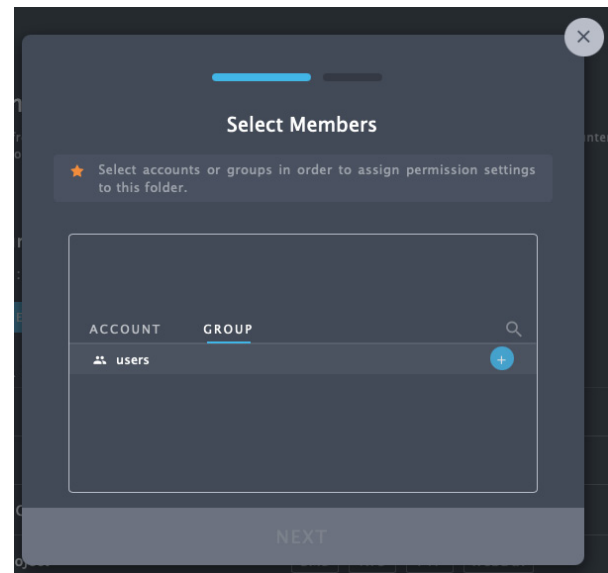 Select Members
Select accounts or groups in order to assign permission settings
to this folder.
ACCOUNT GROUP
users
NEXT